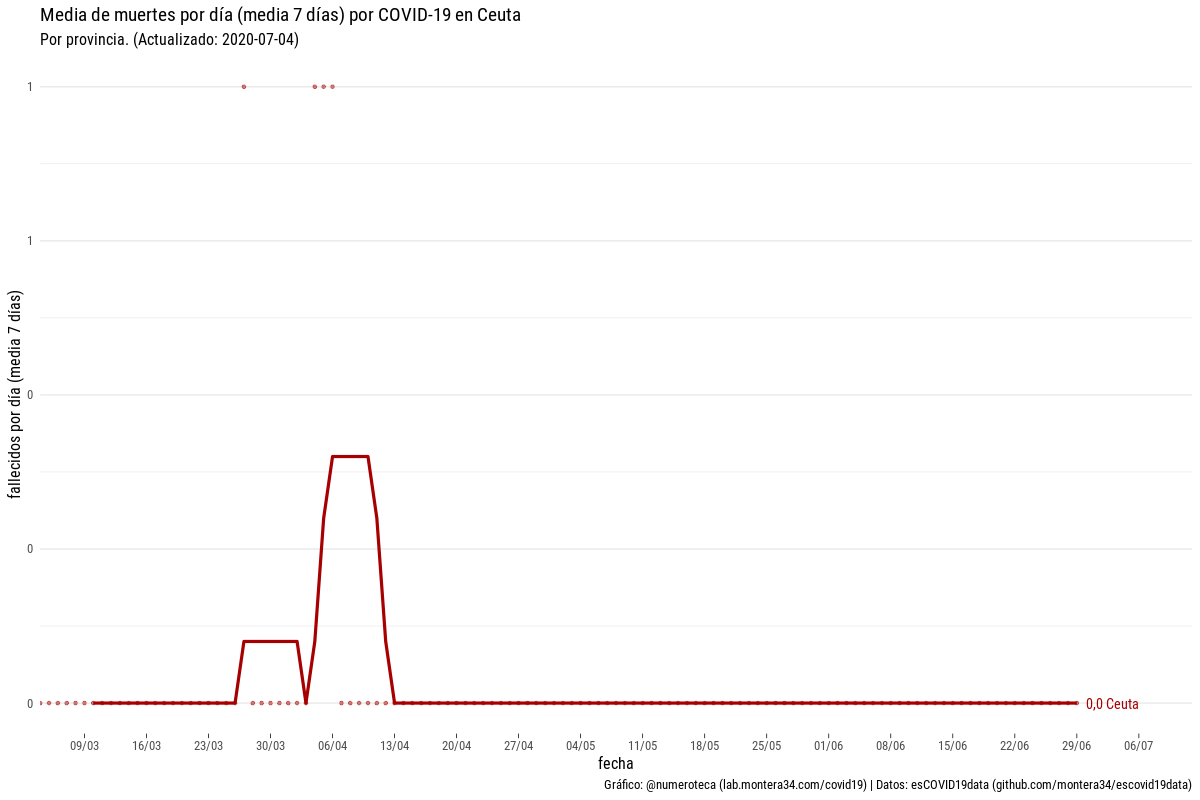 Media de muertes por día (media 7 días) por COVID-19 en Ceuta
Por provincia. (Actualizado: 2020-07-04)
fallecidos por día (media 7 días)
1
1
0
0
0
0,0 Ceuta
09/03 16/03 23/03 30/03 06/04 13/04 20/04 27/04 04/05 11/05 18/05 25/05 01/06 08/06 15/06 22/06 29/06 06/07
fecha
Gráfico: @numeroteca (lab.montera34.com/covid19) | Datos: esCOVID19data (github.com/montera34/escovid19data)